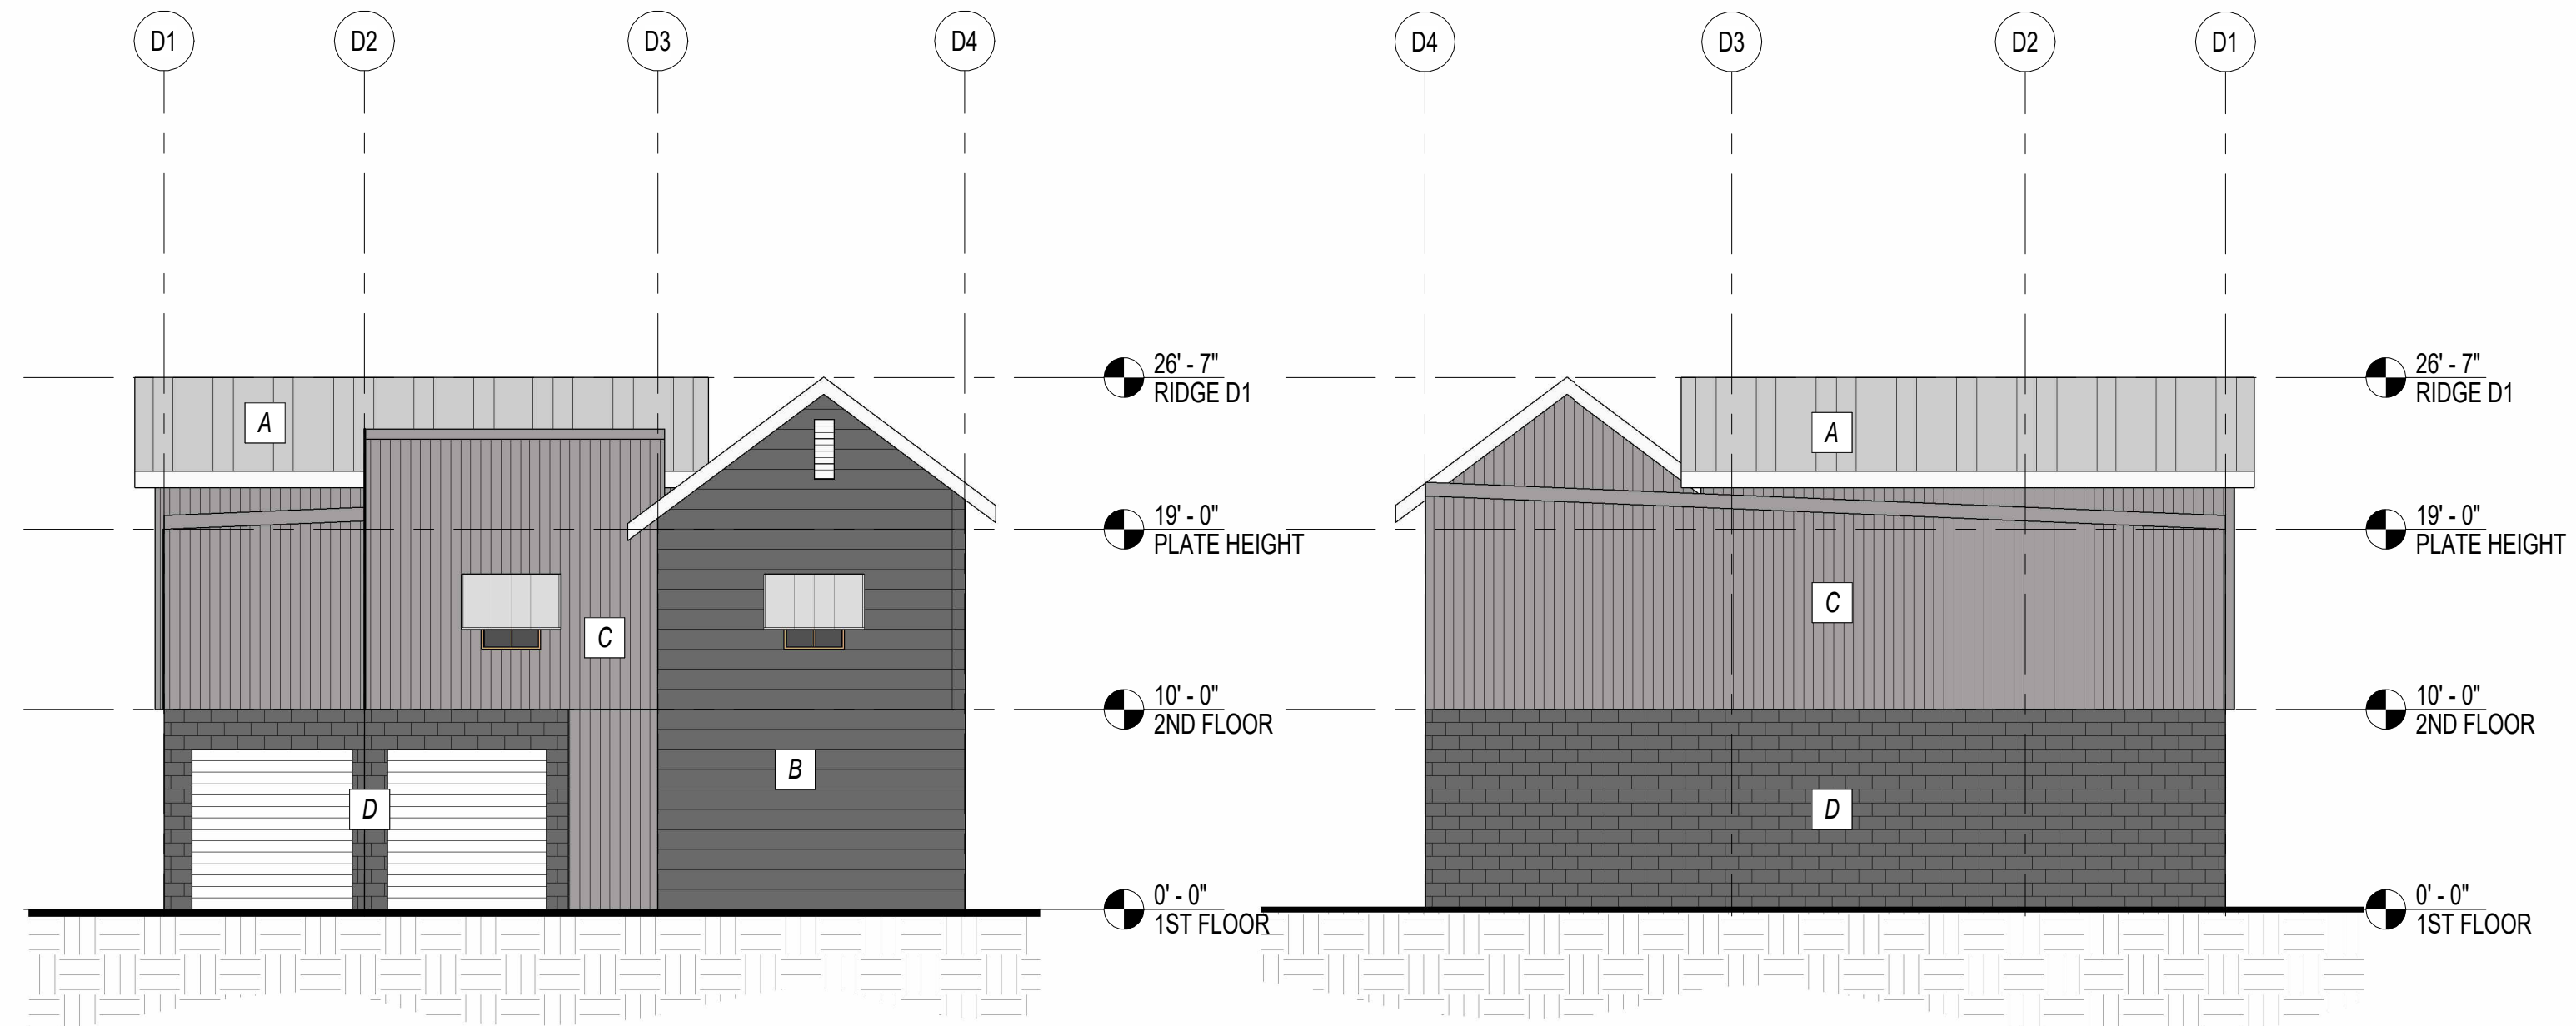 D1 D2 D3 D4
D4 D3 D2 D1
26' - 7"
RIDGE D1
26' - 7"
RIDGE D1
A
A
19' - 0"
PLATE HEIGHT
19' - 0"
PLATE HEIGHT
C
C
10' - 0"
2ND FLOOR
10' - 0"
2ND FLOOR
B
D
D
0' - 0"
1ST FLOOR
0' - 0"
1ST FLOOR